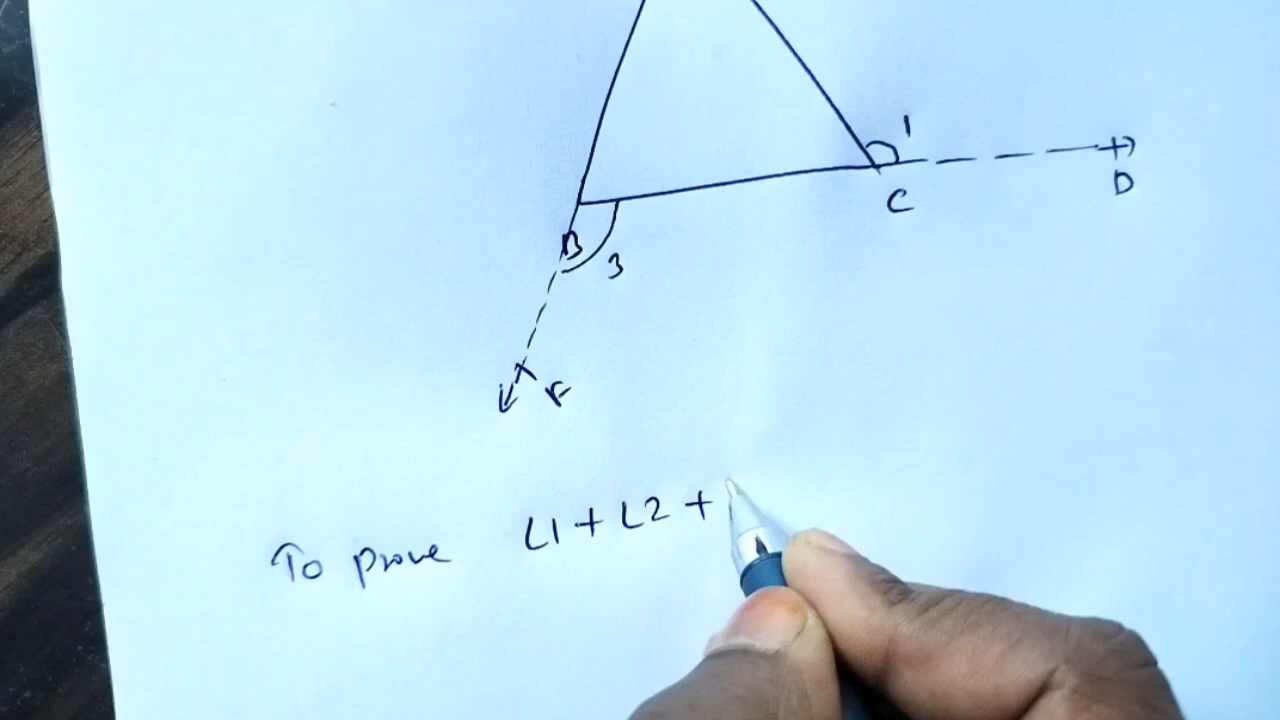 1
C
D
B
3
F
To prove ∠1 + ∠2 +